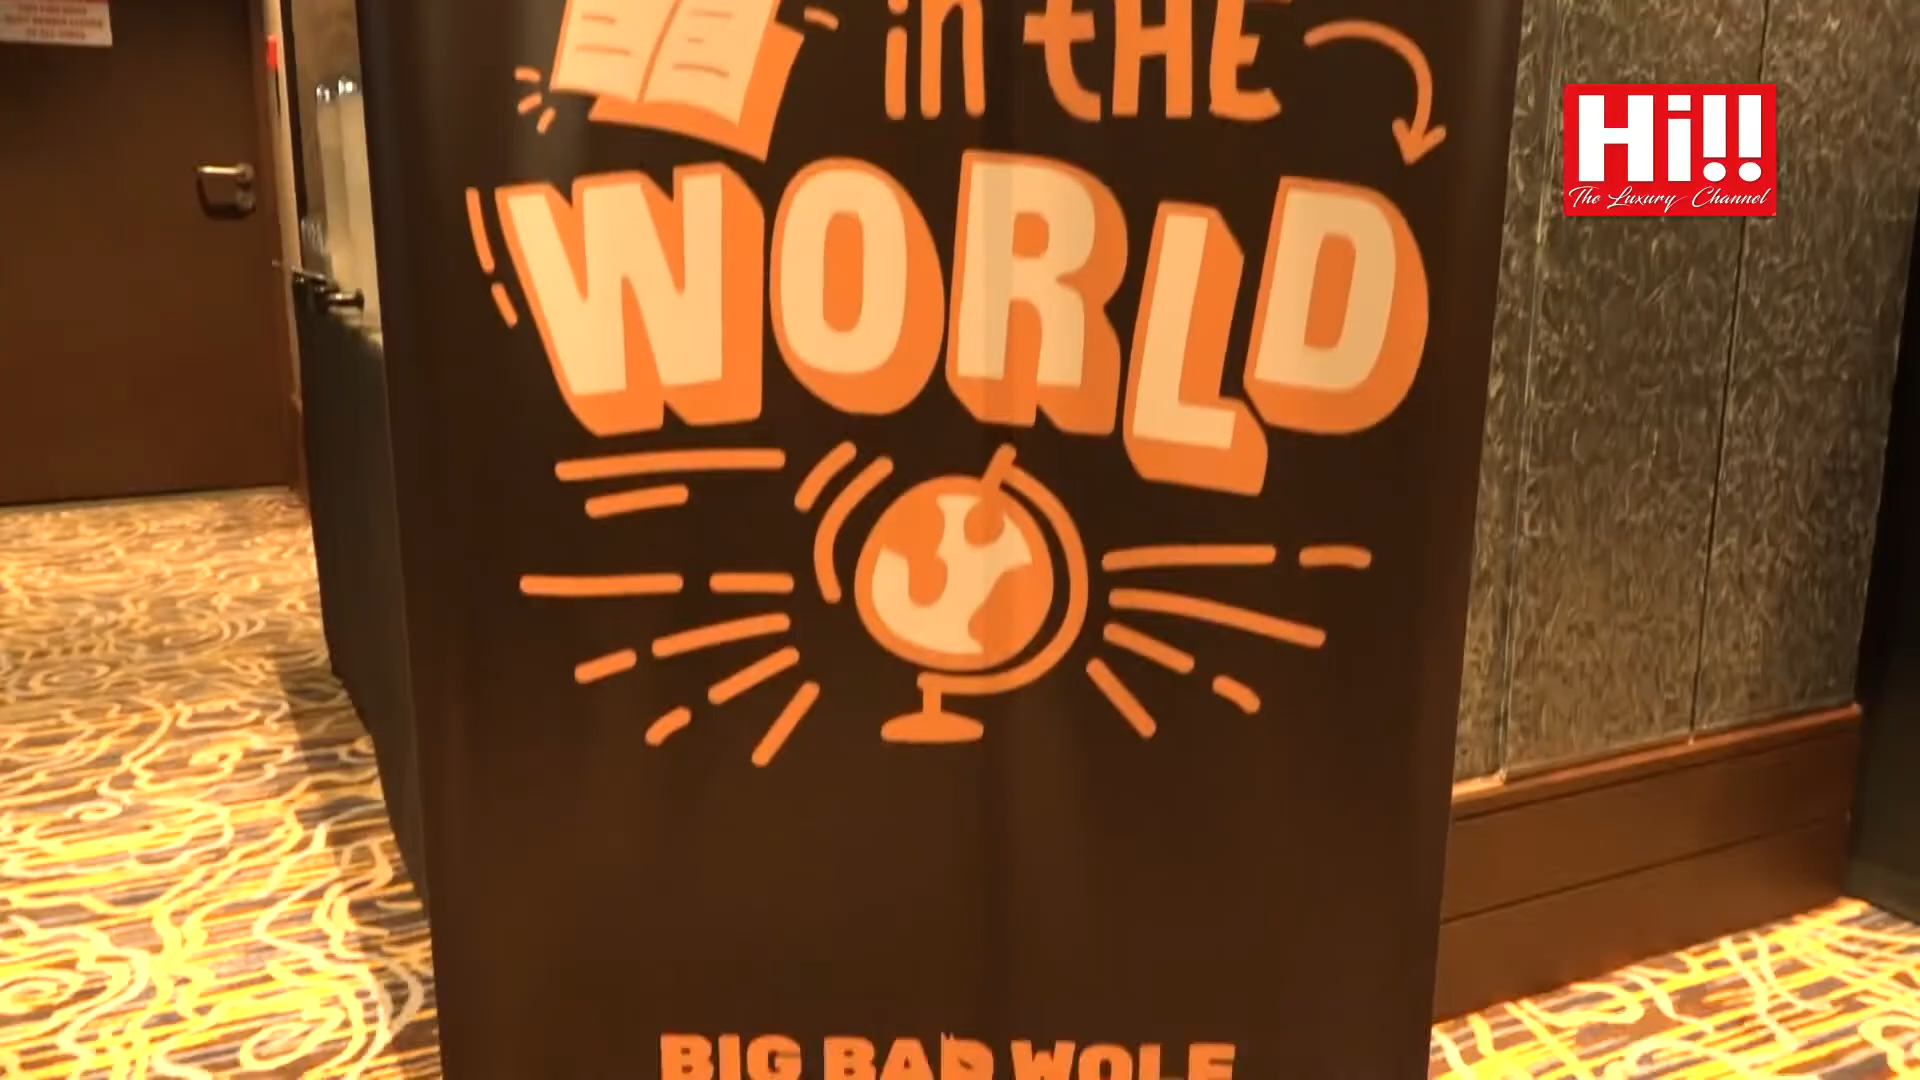 in tHE
WORLD
BIG BAD WOLF
Hi!!
The Luxury Channel